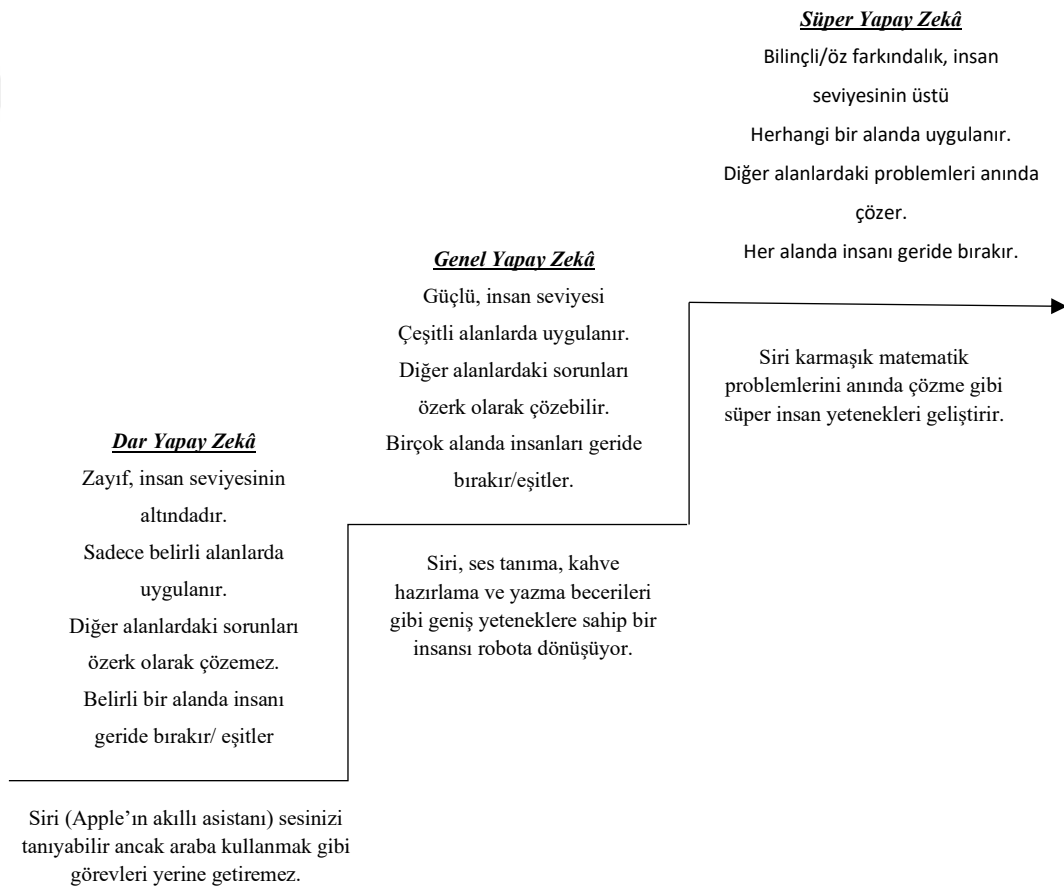 Süper Yapay Zekâ
Bilinçli/öz farkındalık, insan
seviyesinin üstü
Herhangi bir alanda uygulanır.
Diğer alanlardaki problemleri anında
çözer.
Her alanda insanı geride bırakır.
Siri karmaşık matematik
problemlerini anında çözme gibi
süper insan yetenekleri geliştirir.
Genel Yapay Zekâ
Güçlü, insan seviyesi
Çeşitli alanlarda uygulanır.
Diğer alanlardaki sorunları
özerk olarak çözebilir.
Birçok alanda insanları geride
bırakır/eşitler.
Siri, ses tanıma, kahve
hazırlama ve yazma becerileri
gibi geniş yeteneklere sahip bir
insansı robota dönüşüyor.
Dar Yapay Zekâ
Zayıf, insan seviyesinin
altındadır.
Sadece belirli alanlarda
uygulanır.
Diğer alanlardaki sorunları
özerk olarak çözemez.
Belirli bir alanda insanı
geride bırakır/ eşitler
Siri (Apple’ın akıllı asistanı) sesinizi
tanıyabilir ancak araba kullanmak gibi
görevleri yerine getiremez.